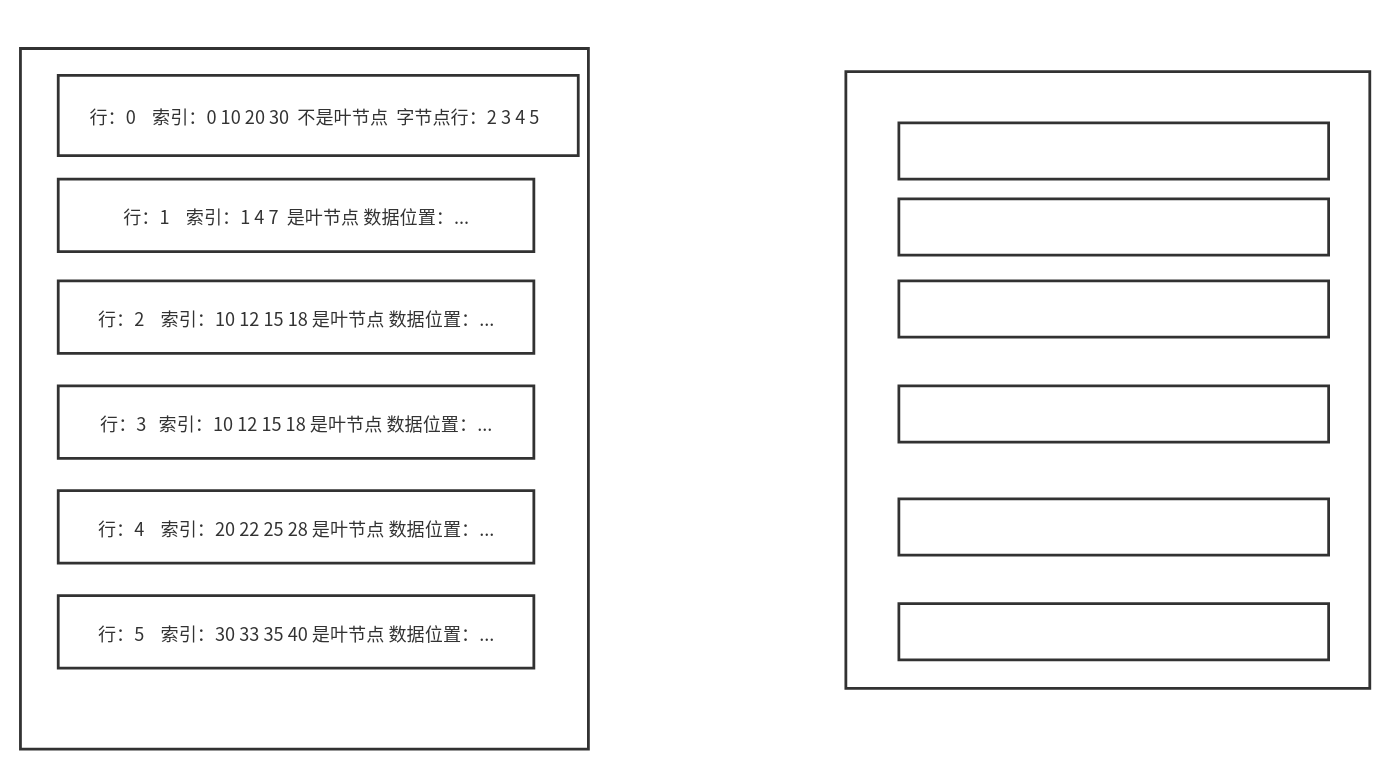 行：0 索引：0 10 20 30 不是叶节点 字节点行：2 3 4 5
行：1 索引：1 4 7 是叶节点 数据位置：...
行：2 索引：10 12 15 18 是叶节点 数据位置：...
行：3 索引：10 12 15 18 是叶节点 数据位置：...
行：4 索引：20 22 25 28 是叶节点 数据位置：...
行：5 索引：30 33 35 40 是叶节点 数据位置：...